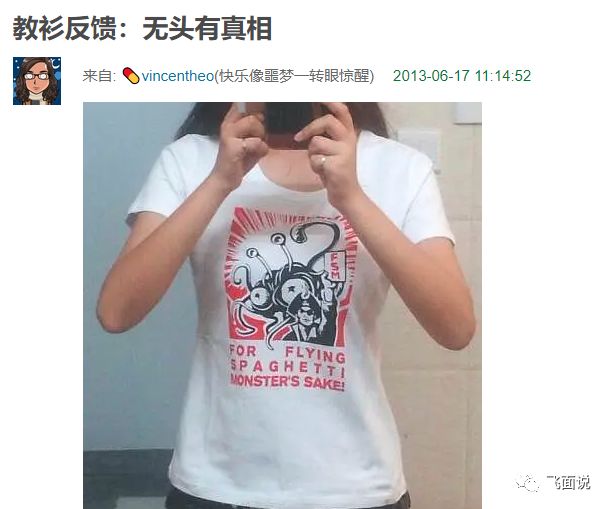 教衫反馈：无头有真相
来自: vincentheo(快乐像噩梦一转眼惊醒) 2013-06-17 11:14:52
FSM
FOR FLYING
SPAGHETTI
MONSTER'S SAKE!
飞面说